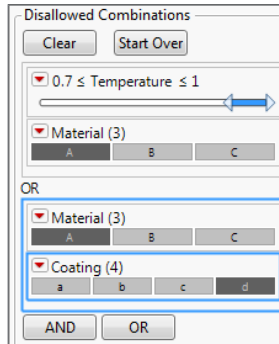 Disallowed Combinations
Clear Start Over
0.7 ≤ Temperature ≤ 1
Material (3)
A B C
OR
Material (3)
A B C
Coating (4)
a b c d
AND OR